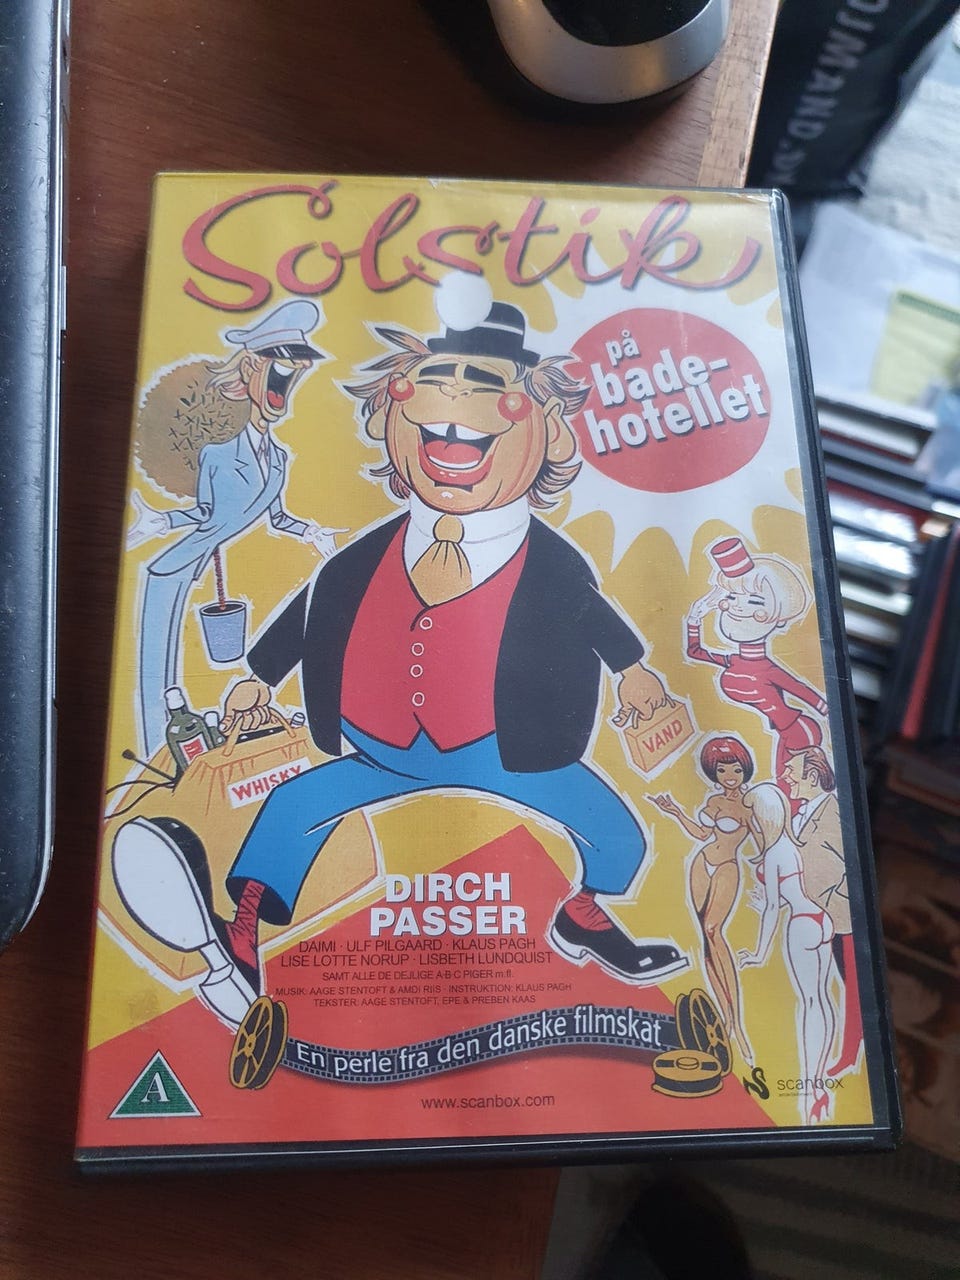 Solstik
på
bade-
hotellet
VAND
WHISKY
DIRCH
PASSER
DAIMI · ULF PILGAARD · KLAUS PAGH
LISE LOTTE NORUP · LISBETH LUNDQUIST
SAMT ALLE DE DEJLIGE A-B-C PIGER m.fl.
MUSIK: AAGE STENTOFT & AMDI RIIS · INSTRUKTION: KLAUS PAGH
TEKSTER: AAGE STENTOFT, EPE & PREBEN KAAS
En perle fra den danske filmskat
A
scanbox
www.scanbox.com